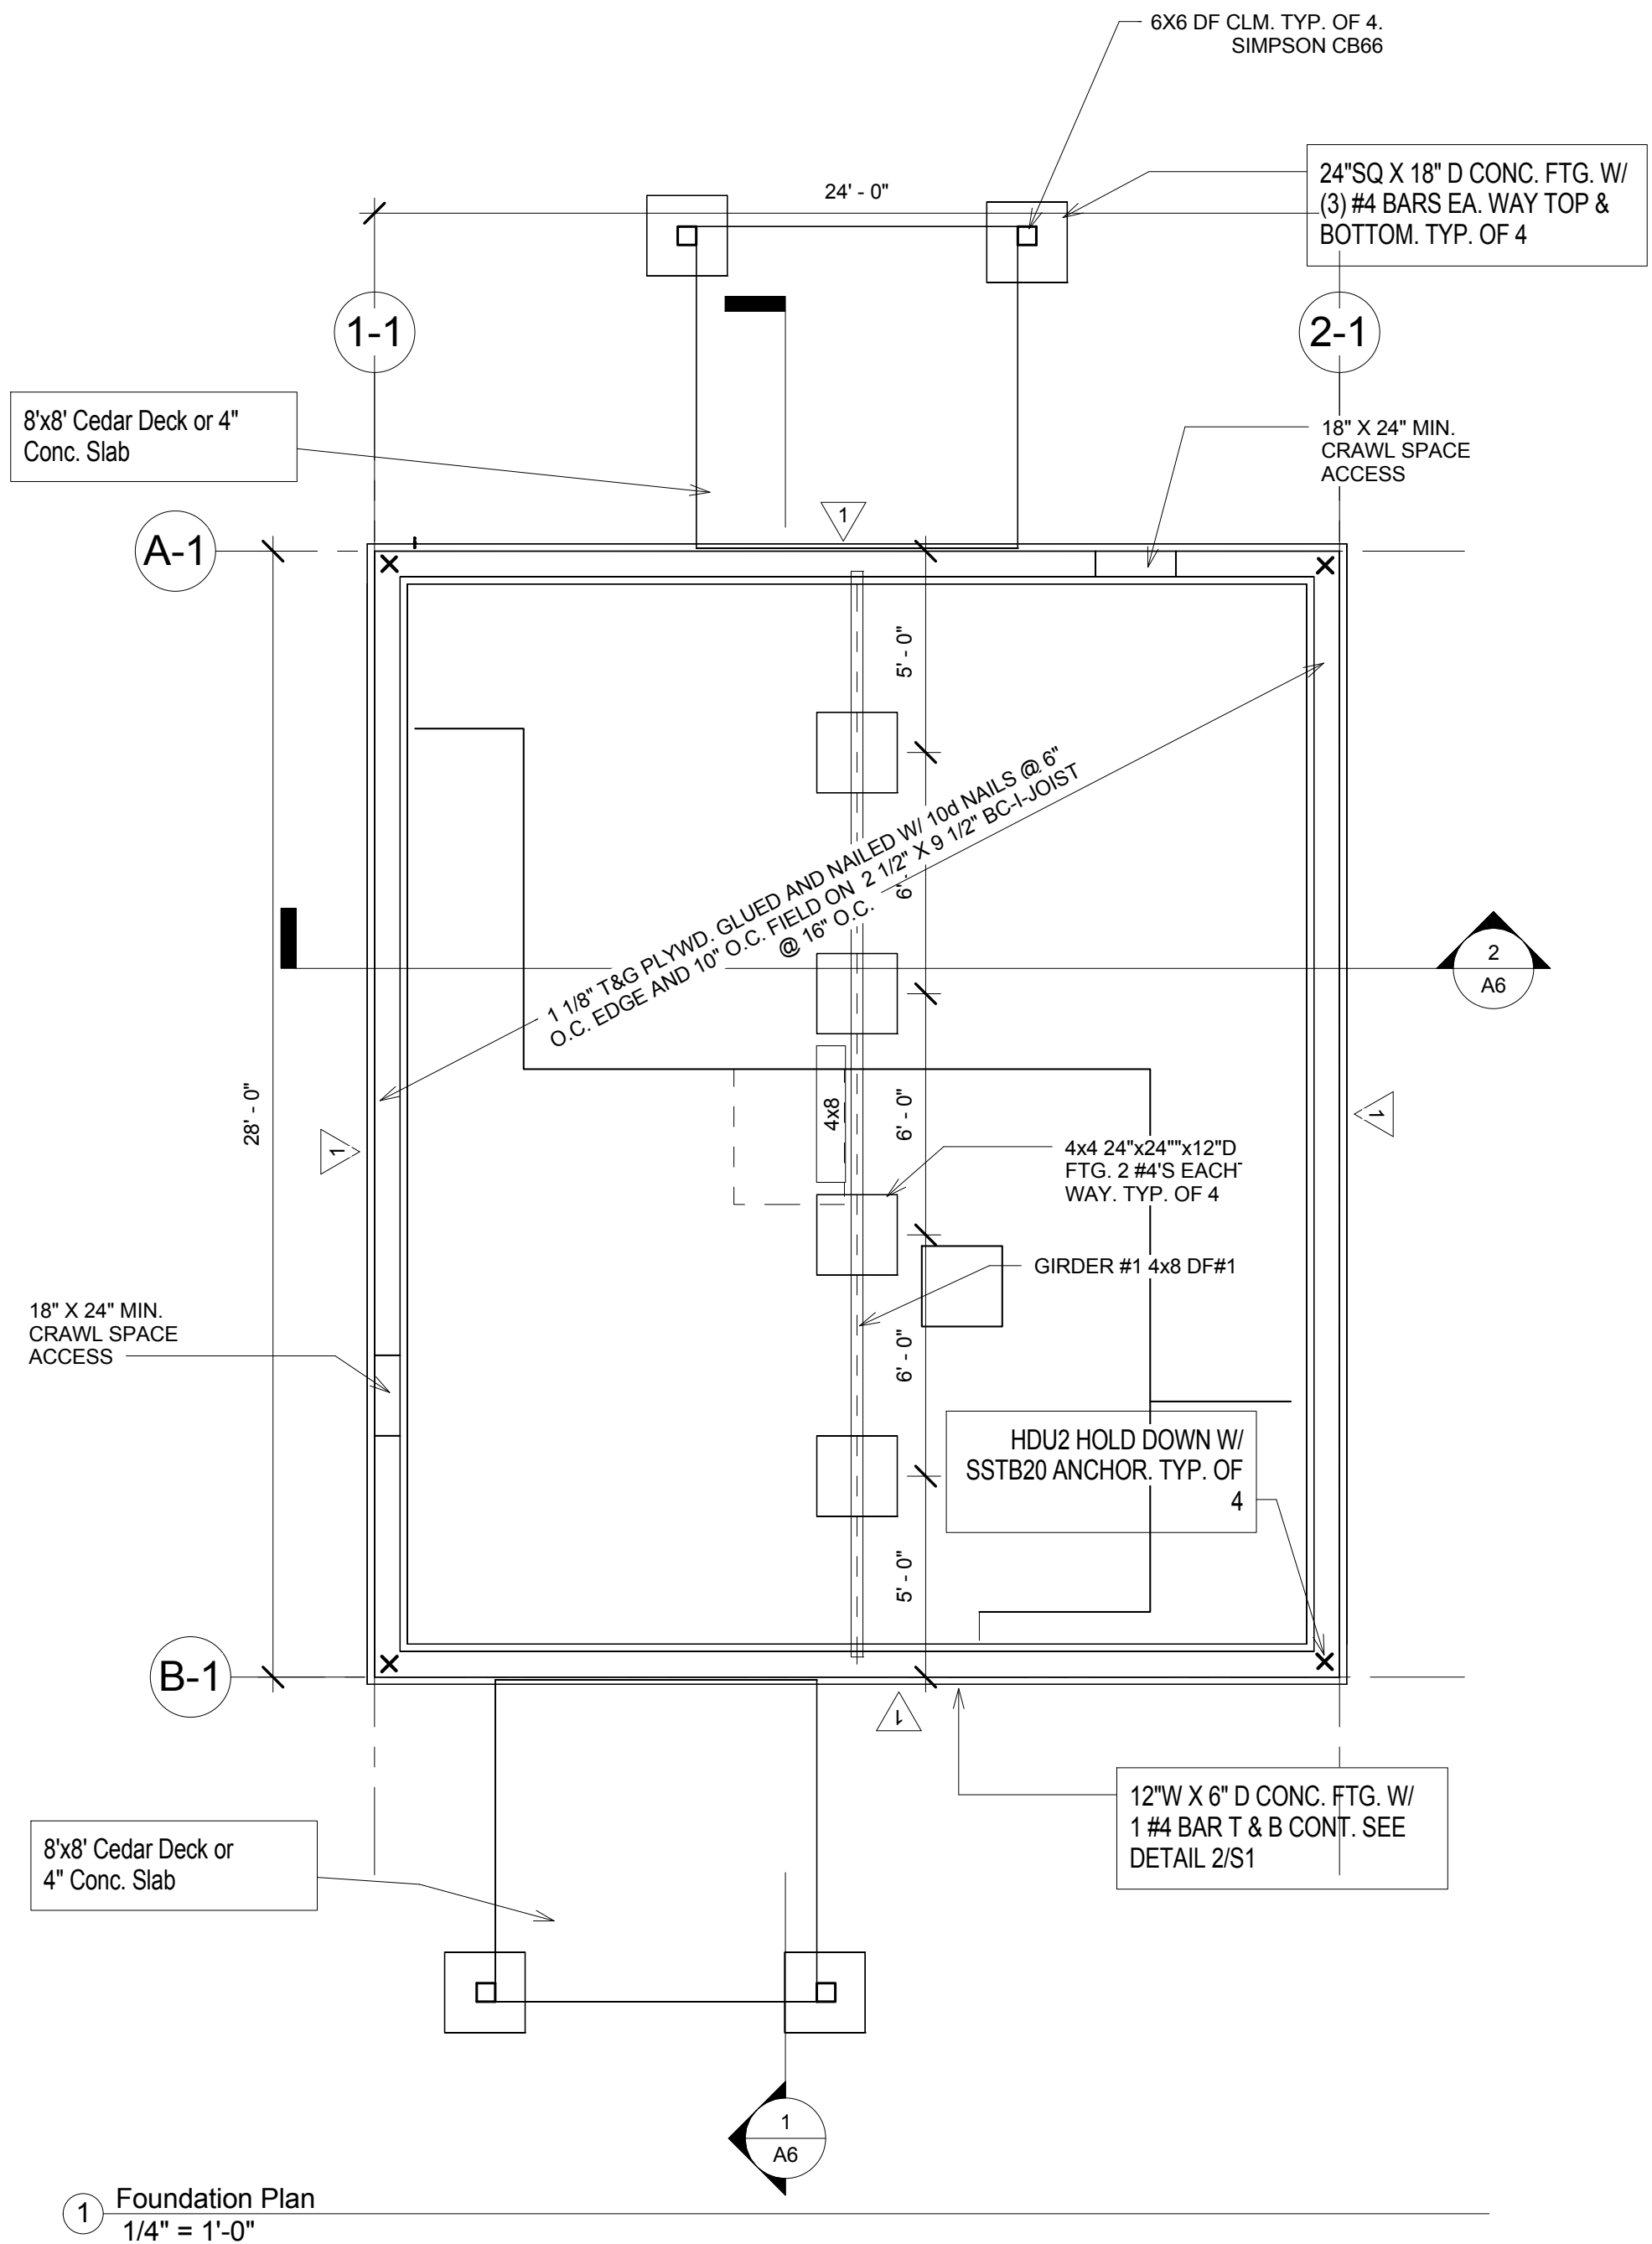 6X6 DF CLM. TYP. OF 4.
SIMPSON CB66
24' - 0"
24"SQ X 18" D CONC. FTG. W/
(3) #4 BARS EA. WAY TOP &
BOTTOM. TYP. OF 4
1-1
2-1
8'x8' Cedar Deck or 4"
Conc. Slab
18" X 24" MIN.
CRAWL SPACE
ACCESS
1
A-1
5' - 0"
1 1/8" T&G PLYWD. GLUED AND NAILED W/ 10d NAILS @ 6"
O.C. EDGE AND 10" O.C. FIELD ON 2 1/2" X 9 1/2" BC-I-JOIST
@ 16" O.C.
6'
2
A6
28' - 0"
4x8
6' - 0"
1
1
4x4 24"x24""x12"D
FTG. 2 #4'S EACH
WAY. TYP. OF 4
GIRDER #1 4x8 DF#1
18" X 24" MIN.
CRAWL SPACE
ACCESS
6' - 0"
HDU2 HOLD DOWN W/
SSTB20 ANCHOR. TYP. OF
4
5' - 0"
B-1
1
12"W X 6" D CONC. FTG. W/
1 #4 BAR T & B CONT. SEE
DETAIL 2/S1
8'x8' Cedar Deck or
4" Conc. Slab
1
A6
1
Foundation Plan
1/4" = 1'-0"